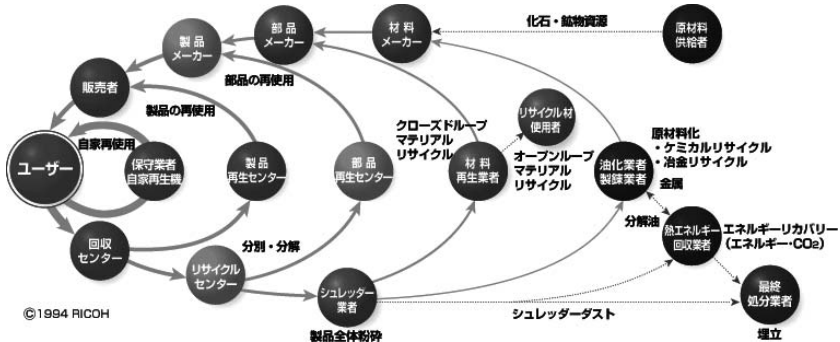 部品
メーカー
材料
メーカー
化石・鉱物資源
原材料
供給者
製品
メーカー
部品の再使用
販売者
製品の再使用
クローズドループ
マテリアル
リサイクル
リサイクル材
使用者
原材料化
・ケミカルリサイクル
・冶金リサイクル
自家再使用
ユーザー
保守業者
自家再生機
製品
再生センター
部品
再生センター
材料
再生業者
オープンループ
マテリアル
リサイクル
油化業者
製錬業者
金属
分解油
回収
センター
分別・分解
熱エネルギー
回収業者
エネルギーリカバリー
(エネルギー・CO₂)
リサイクル
センター
シュレッダー
業者
最終
処分業者
©1994 RICOH
シュレッダーダスト
製品全体粉砕
埋立